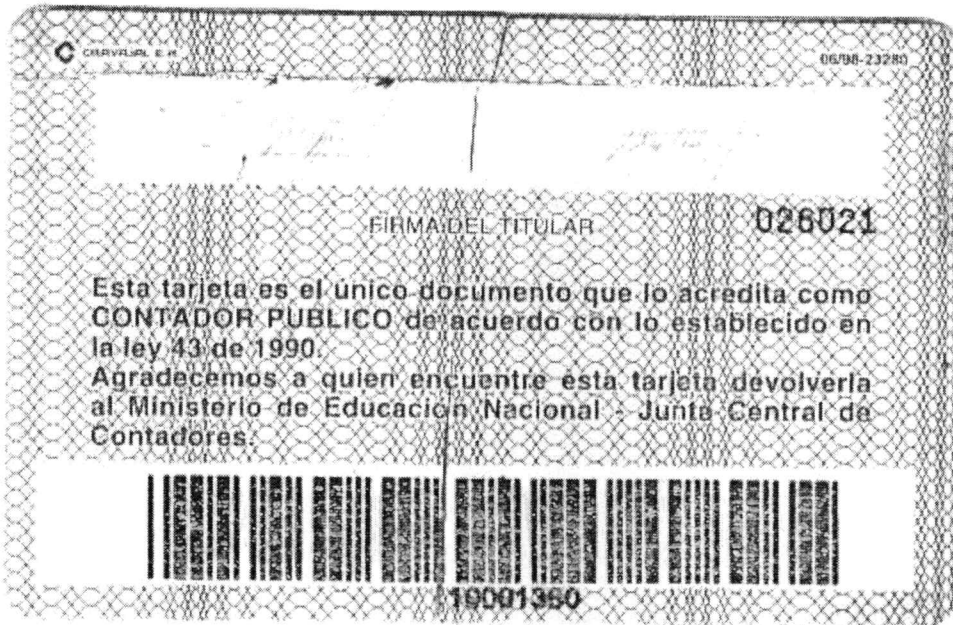 CARVAJAL S.A.
06/98-23280
FIRMA DEL TITULAR
026021
Esta tarjeta es el único documento que lo acredita como
CONTADOR PUBLICO de acuerdo con lo establecido en
la ley 43 de 1990.
Agradecemos a quien encuentre esta tarjeta devolverla
al Ministerio de Educación Nacional - Junta Central de
Contadores.
10001360